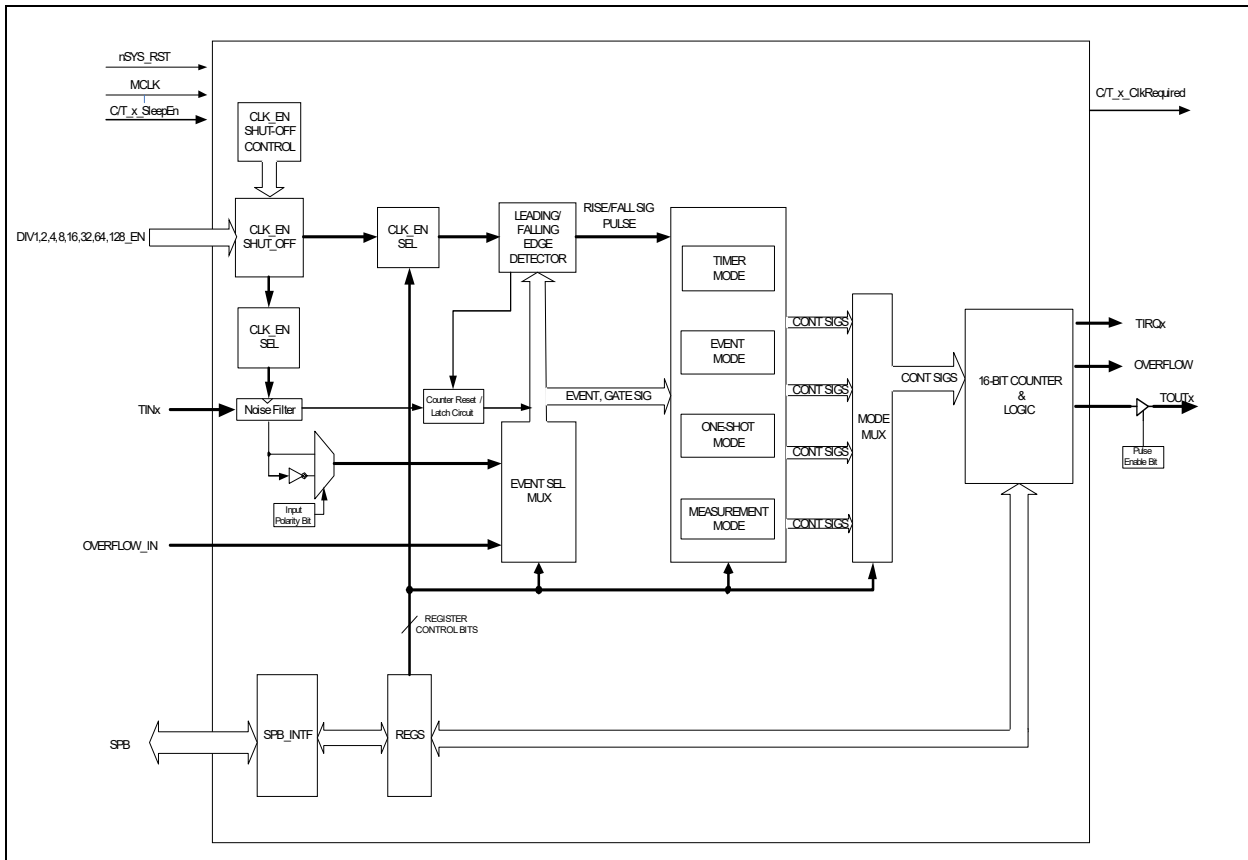 nSYS_RST
MCLK
C/T_x_SleepEn
C/T_x_ClkRequired
CLK_EN
SHUT-OFF
CONTROL
DIV1,2,4,8,16,32,64,128_EN
CLK_EN
SHUT_OFF
CLK_EN
SEL
LEADING/
FALLING
EDGE
DETECTOR
RISE/FALL SIG
PULSE
TIMER
MODE
CLK_EN
SEL
EVENT
MODE
CONT SIGS
CONT SIGS
CONT SIGS
CONT SIGS
MODE
MUX
CONT SIGS
16-BIT COUNTER
&
LOGIC
TIRQx
OVERFLOW
TOUTx
Pulse
Enable Bit
TINx
Noise Filter
Counter Reset /
Latch Circuit
EVENT, GATE SIG
ONE-SHOT
MODE
EVENT SEL
MUX
Input
Polarity Bit
MEASUREMENT
MODE
OVERFLOW_IN
REGISTER
CONTROL BITS
SPB
SPB_INTF
REGS